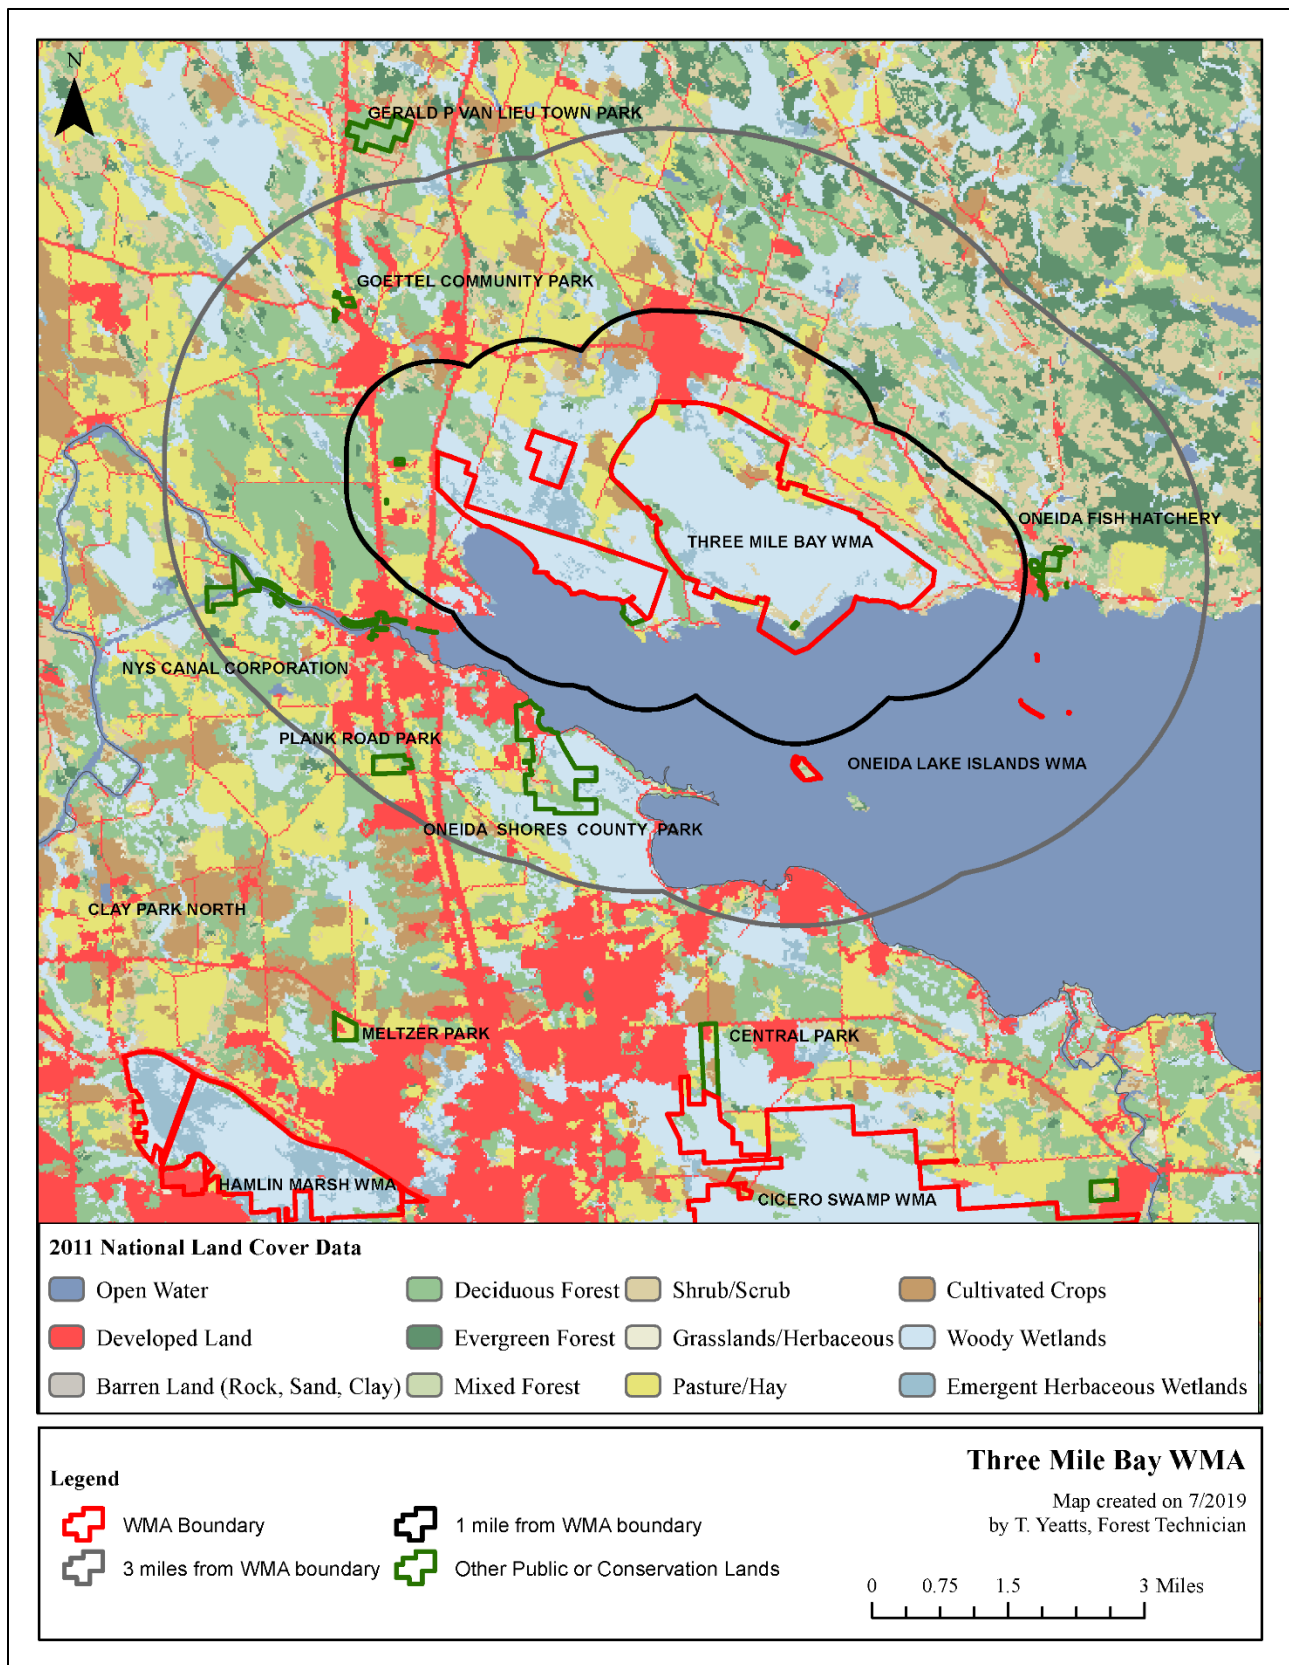 N
GERALD P VAN LIEU TOWN PARK
GOETTEL COMMUNITY PARK
ONEIDA FISH HATCHERY
THREE MILE BAY WMA
NYS CANAL CORPORATION
PLANK ROAD PARK
ONEIDA LAKE ISLANDS WMA
ONEIDA SHORES COUNTY PARK
CLAY PARK NORTH
MELTZER PARK
CENTRAL PARK
HAMLIN MARSH WMA
CICERO SWAMP WMA
2011 National Land Cover Data
Open Water
Deciduous Forest
Shrub/Scrub
Cultivated Crops
Developed Land
Evergreen Forest
Grasslands/Herbaceous
Woody Wetlands
Barren Land (Rock, Sand, Clay)
Mixed Forest
Pasture/Hay
Emergent Herbaceous Wetlands
Three Mile Bay WMA
Map created on 7/2019
by T. Yeatts, Forest Technician
Legend
WMA Boundary
1 mile from WMA boundary
3 miles from WMA boundary
Other Public or Conservation Lands
0 0.75 1.5 3 Miles